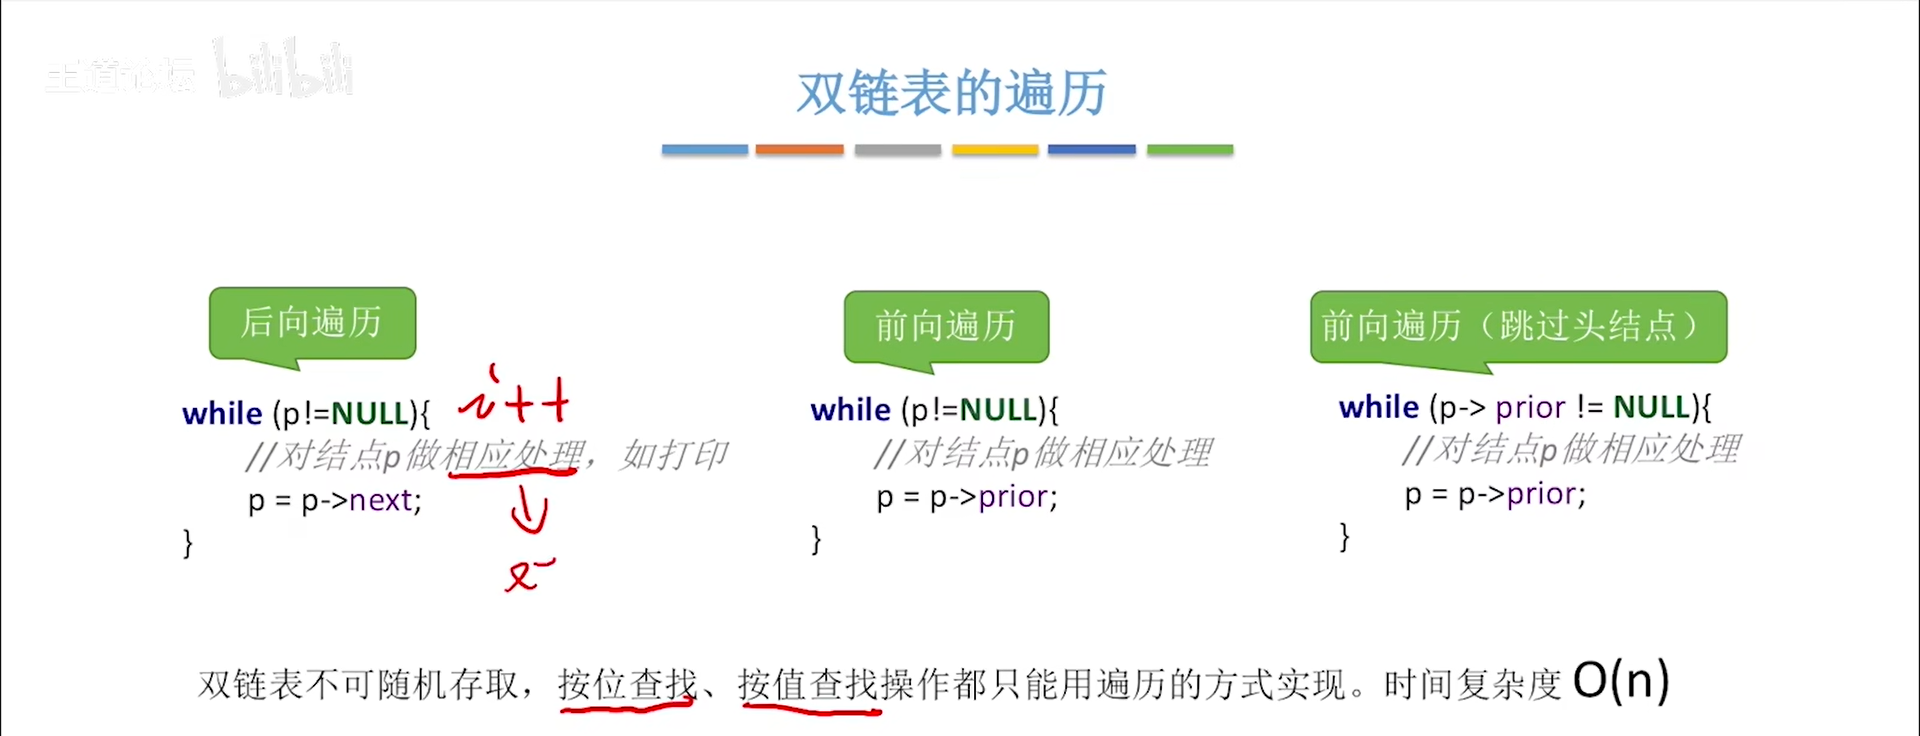 王道论坛 bilibili
双链表的遍历
后向遍历
while (p!=NULL){ i++
//对结点p做相应处理，如打印
p = p->next;
}
e
前向遍历
while (p!=NULL){
//对结点p做相应处理
p = p->prior;
}
前向遍历（跳过头结点）
while (p-> prior != NULL){
//对结点p做相应处理
p = p->prior;
}
双链表不可随机存取，按位查找、按值查找操作都只能用遍历的方式实现。时间复杂度 O(n)